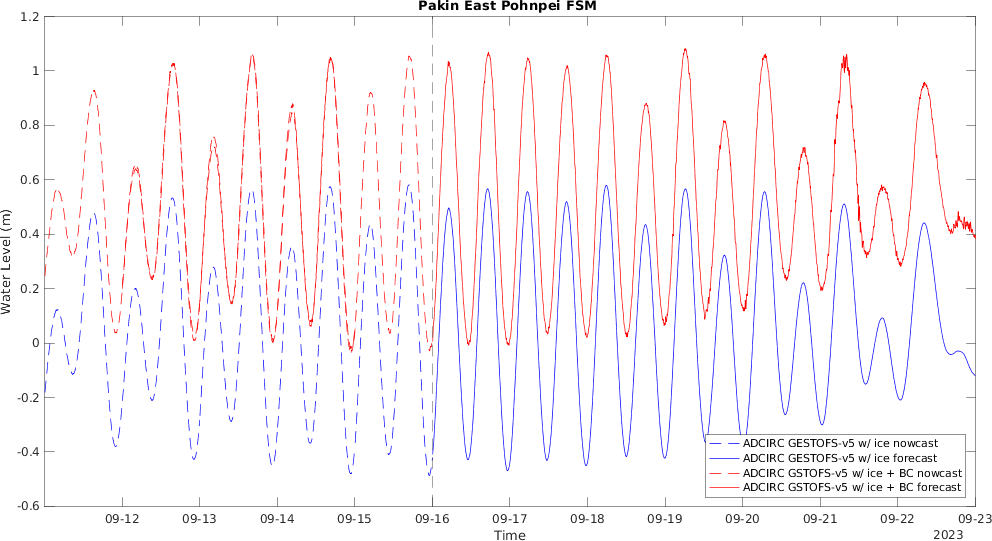 Pakin East Pohnpei FSM
1.2
1
0.8
0.6
0.4
0.2
0
-0.2
-0.4
-0.6
Water Level (m)
ADCIRC GESTOFS-v5 w/ ice nowcast
ADCIRC GESTOFS-v5 w/ ice forecast
ADCIRC GSTOFS-v5 w/ ice + BC nowcast
ADCIRC GSTOFS-v5 w/ ice + BC forecast
09-12 09-13 09-14 09-15 09-16 09-17 09-18 09-19 09-20 09-21 09-22 09-23
Time
2023